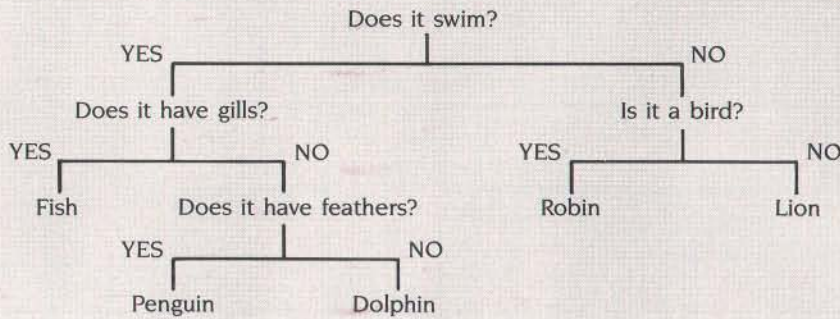 Does it swim?
YES NO
Does it have gills? Is it a bird?
YES NO YES NO
Fish Does it have feathers? Robin Lion
YES NO
Penguin Dolphin